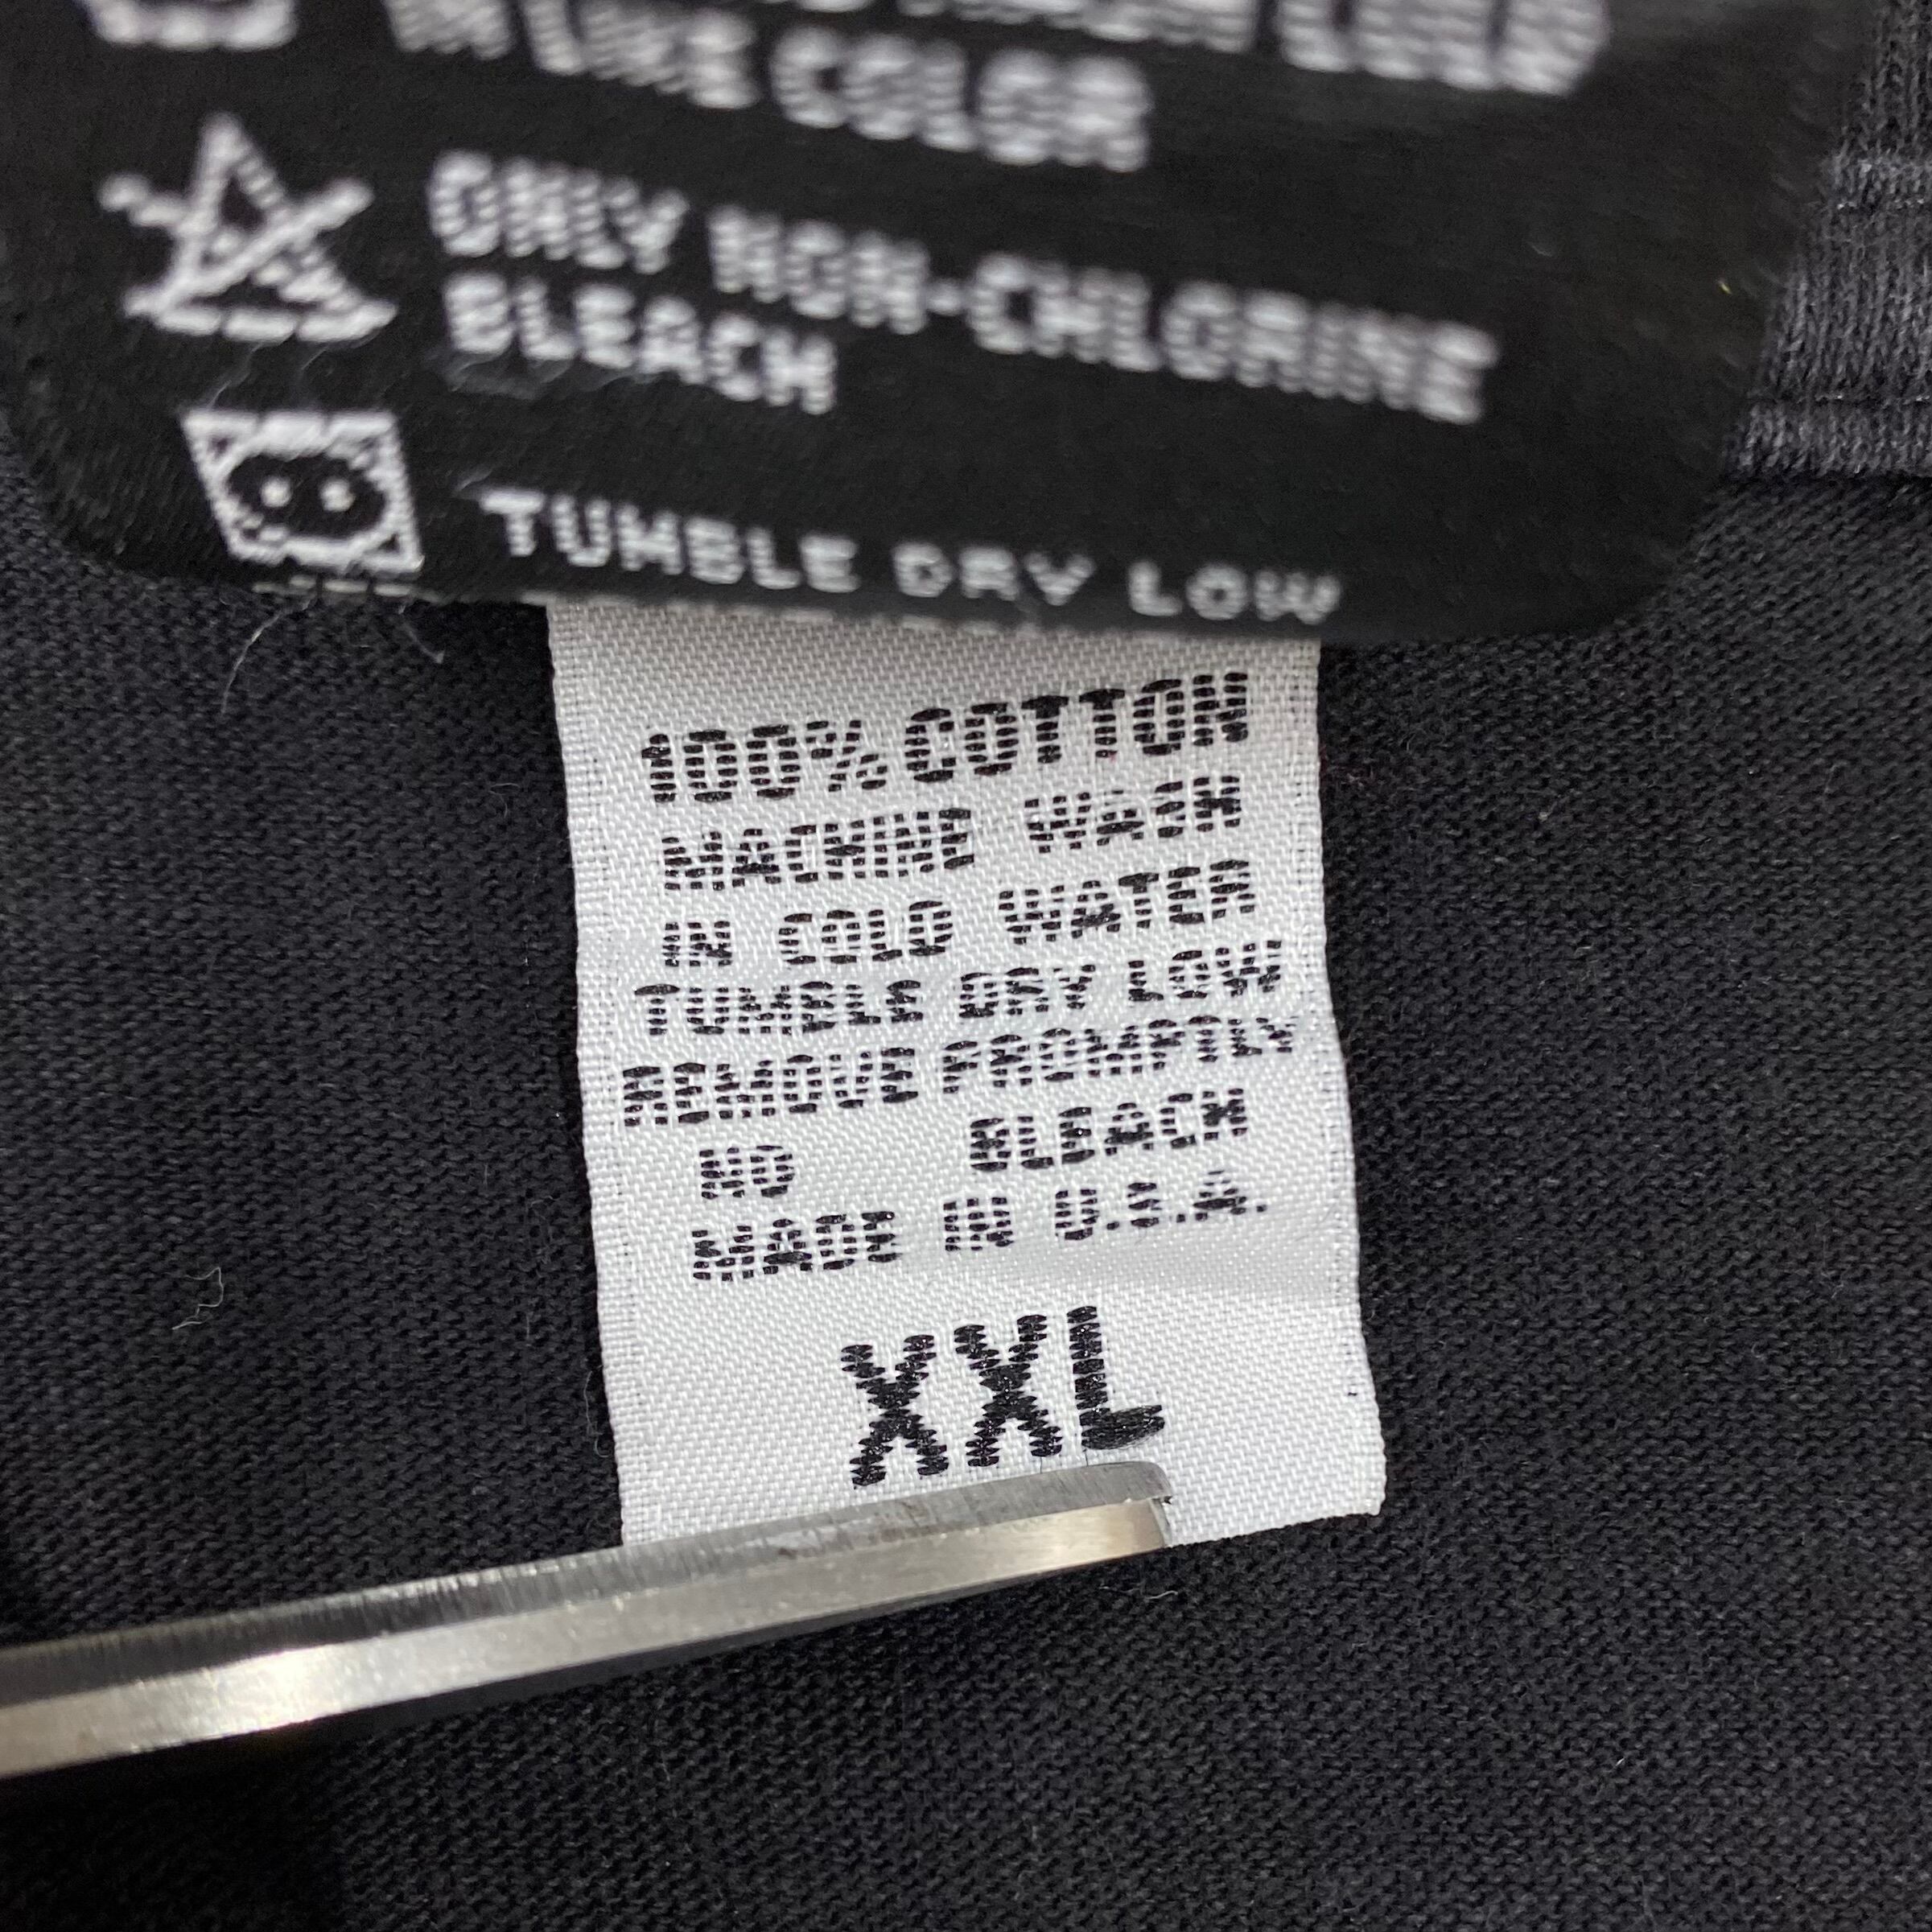 IN LIKE COLOR
ONLY NON-CHLORINE
BLEACH
TUMBLE DRY LOW
100% COTTON
MACHINE WASH
IN COLD WATER
TUMBLE DRY LOW
REMOVE PROMPTLY
NO BLEACH
MADE IN U.S.A.
XXL